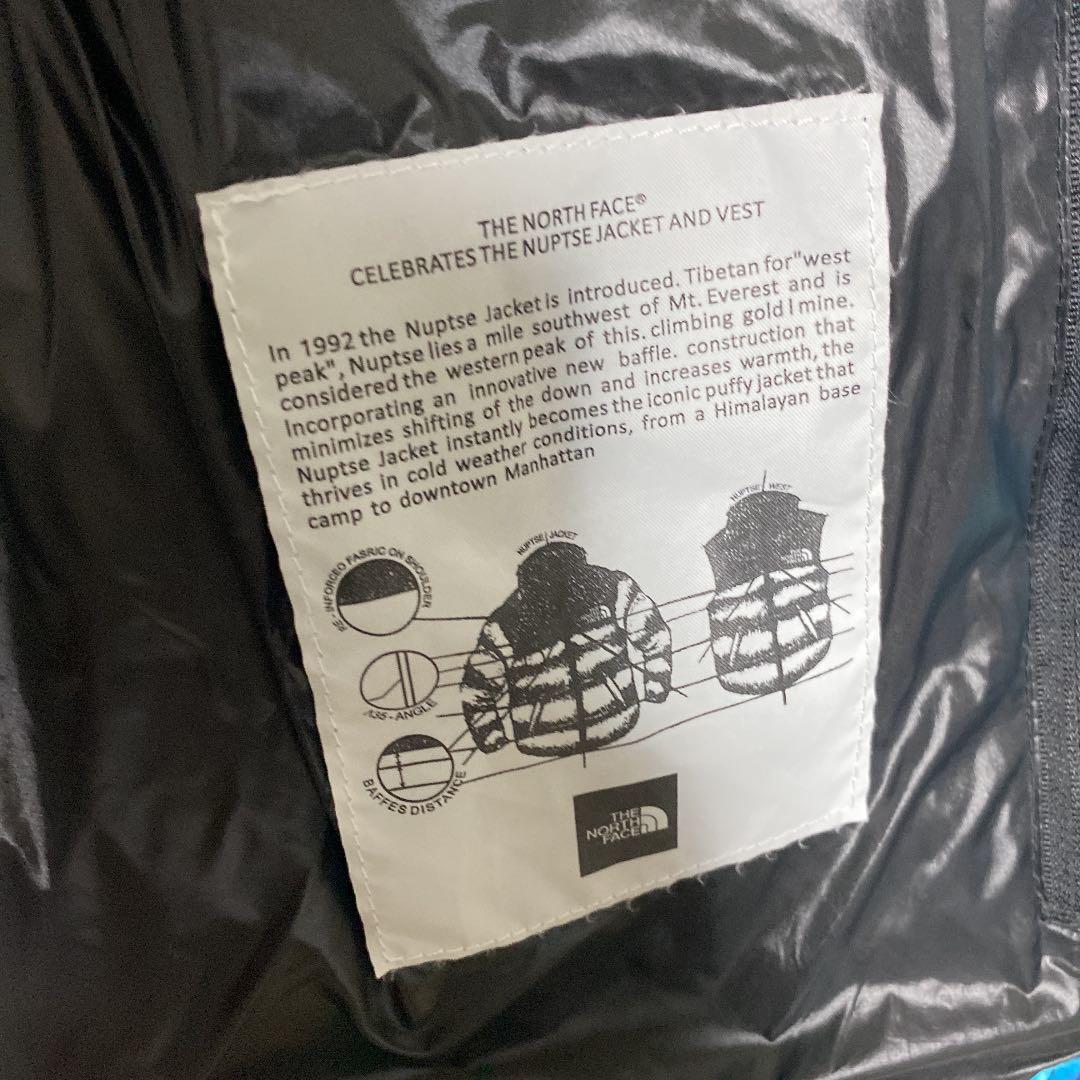 THE NORTH FACE®
CELEBRATES THE NUPTSE JACKET AND VEST
In 1992 the Nuptse Jacket is introduced. Tibetan for"west
peak", Nuptse lies a mile southwest of Mt. Everest and is
considered the western peak of this. climbing gold l mine.
Incorporating an innovative new baffle. construction that
minimizes shifting of the down and increases warmth, the
Nuptse Jacket instantly becomes the iconic puffy jacket that
thrives in cold weather conditions, from a Himalayan base
camp to downtown Manhattan
NUPTSE WEST
NUPTSE JACKET
RE-INFORCED FABRIC ON SHOULDER
-ANGLE
BAFFES DISTANCE
THE
NORTH
FACE